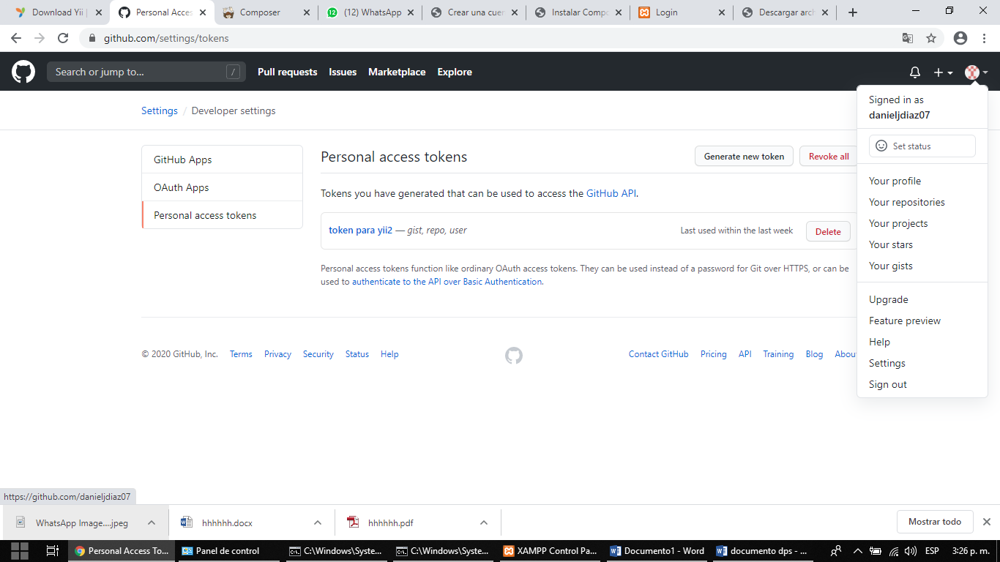 Download Yii |
Personal Acces
Composer
(12) WhatsApp
Crear una cuen
Instalar Compo
Login
Descargar arch
github.com/settings/tokens
Search or jump to...
/
Pull requests
Issues
Marketplace
Explore
Signed in as
danieljdiaz07
Set status
Your profile
Your repositories
Your projects
Your stars
Your gists
Upgrade
Feature preview
Help
Settings
Sign out
Settings / Developer settings
GitHub Apps
OAuth Apps
Personal access tokens
Personal access tokens
Generate new token
Revoke all
Tokens you have generated that can be used to access the GitHub API.
token para yii2 — gist, repo, user
Last used within the last week
Delete
Personal access tokens function like ordinary OAuth access tokens. They can be used instead of a password for Git over HTTPS, or can be
used to authenticate to the API over Basic Authentication.
© 2020 GitHub, Inc.
Terms
Privacy
Security
Status
Help
Contact GitHub
Pricing
API
Training
Blog
About
https://github.com/danieljdiaz07
WhatsApp Image....jpeg
hhhhhh.docx
hhhhhh.pdf
Mostrar todo
Personal Access To...
Panel de control
C:\Windows\Syste...
C:\Windows\Syste...
XAMPP Control Pa...
Documento1 - Word
documento dps - ...
ESP
3:26 p. m.